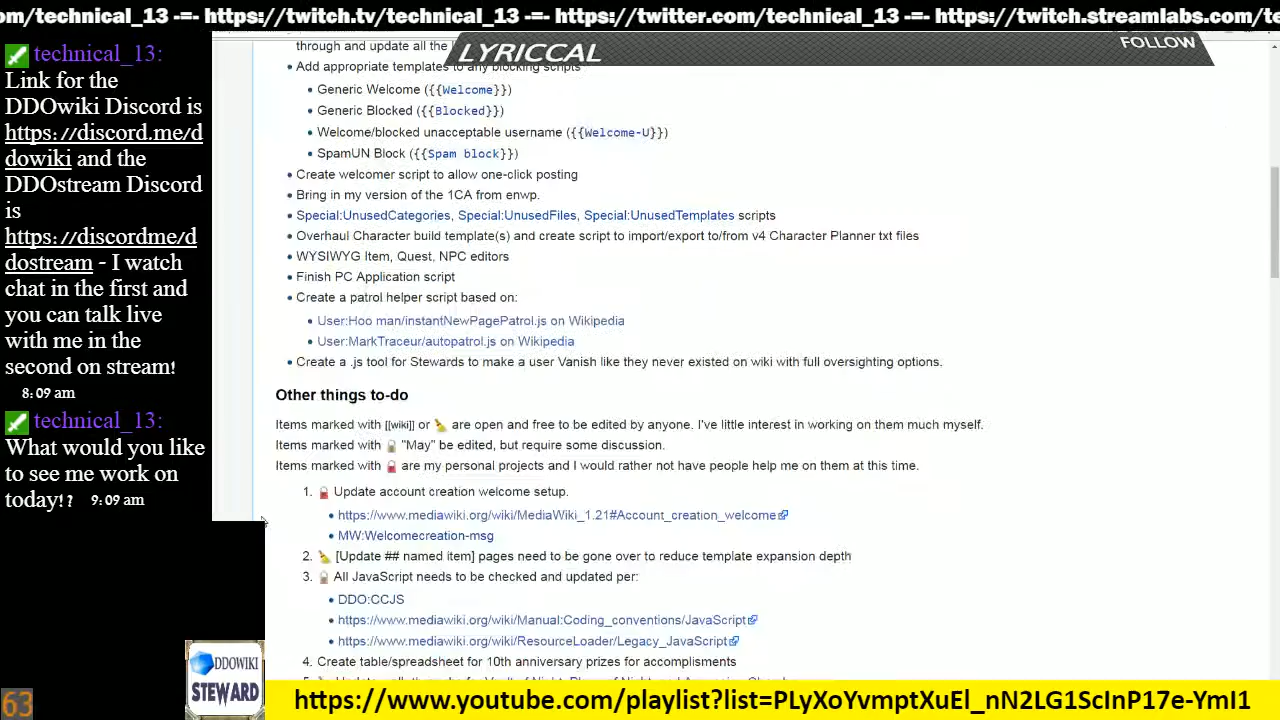 om/technical_13 -=- https://twitch.tv/technical_13 -=- https://twitter.com/technical_13 -=- https://twitch.streamlabs.com/te
LYRICCAL
FOLLOW
technical_13:
Link for the
DDOwiki Discord is
https://discord.me/d
dowiki and the
DDOstream Discord
is
https://discordme/d
dostream - I watch
chat in the first and
you can talk live
with me in the
second on stream!
8:09 am
technical_13:
What would you like
to see me work on
today!? 9:09 am
through and update all the
• Add appropriate templates to any blocking scripts
• Generic Welcome ({{Welcome}})
• Generic Blocked ({{Blocked}})
• Welcome/blocked unacceptable username ({{Welcome-U}})
• SpamUN Block ({{Spam block}})
• Create welcomer script to allow one-click posting
• Bring in my version of the 1CA from enwp.
• Special:UnusedCategories, Special:UnusedFiles, Special:UnusedTemplates scripts
• Overhaul Character build template(s) and create script to import/export to/from v4 Character Planner txt files
• WYSIWYG Item, Quest, NPC editors
• Finish PC Application script
• Create a patrol helper script based on:
• User:Hoo man/instantNewPagePatrol.js on Wikipedia
• User:MarkTraceur/autopatrol.js on Wikipedia
• Create a .js tool for Stewards to make a user Vanish like they never existed on wiki with full oversighting options.
Other things to-do
Items marked with [[wiki]] or are open and free to be edited by anyone. I've little interest in working on them much myself.
Items marked with "May" be edited, but require some discussion.
Items marked with are my personal projects and I would rather not have people help me on them at this time.
1. Update account creation welcome setup.
• https://www.mediawiki.org/wiki/MediaWiki_1.21#Account_creation_welcome
• MW:Welcomecreation-msg
2. [Update ## named item] pages need to be gone over to reduce template expansion depth
3. All JavaScript needs to be checked and updated per:
• DDO:CCJS
• https://www.mediawiki.org/wiki/Manual:Coding_conventions/JavaScript
• https://www.mediawiki.org/wiki/ResourceLoader/Legacy_JavaScript
4. Create table/spreadsheet for 10th anniversary prizes for accomplisments
63
DDOWIKI
STEWARD
https://www.youtube.com/playlist?list=PLyXoYvmptXuEl_nN2LG1ScInP17e-YmI1